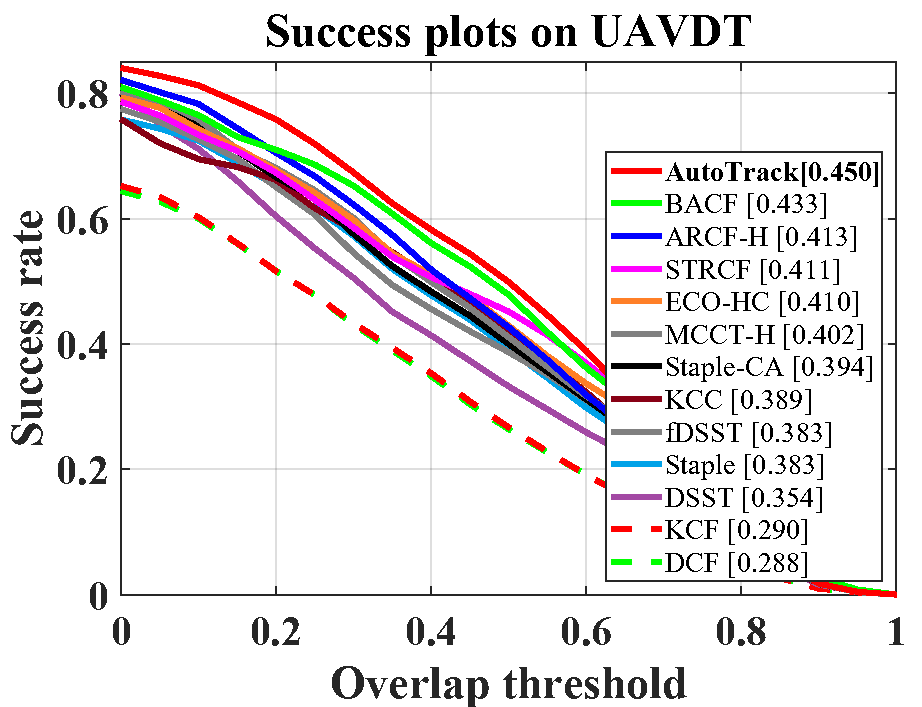 Success plots on UAVDT
Success rate
0.8
0.6
0.4
0.2
0
AutoTrack[0.450]
BACF [0.433]
ARCF-H [0.413]
STRCF [0.411]
ECO-HC [0.410]
MCCT-H [0.402]
Staple-CA [0.394]
KCC [0.389]
fDSST [0.383]
Staple [0.383]
DSST [0.354]
KCF [0.290]
DCF [0.288]
0 0.2 0.4 0.6 0.8 1
Overlap threshold